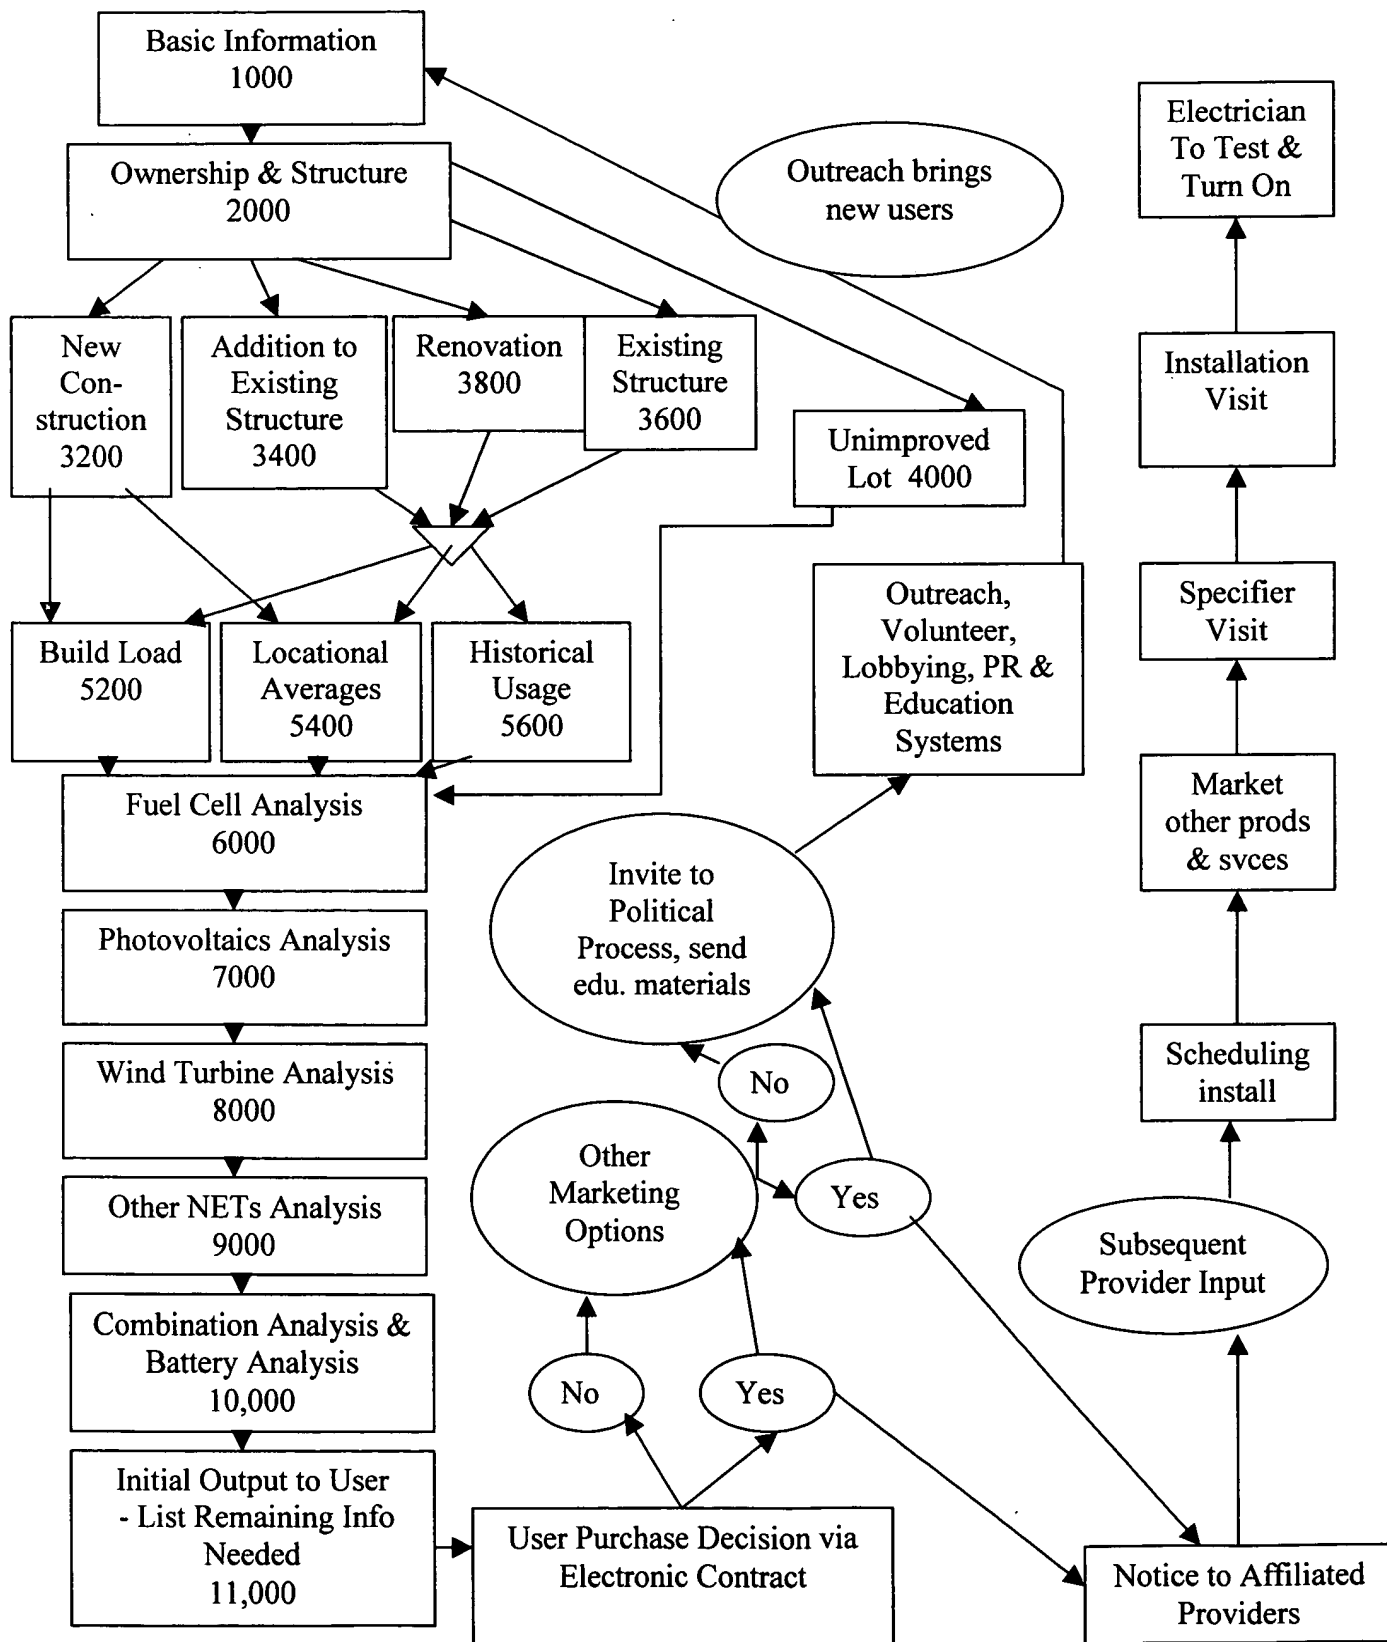 Basic Information
1000
Ownership & Structure
2000
Outreach brings
new users
Electrician
To Test &
Turn On
New
Con-
struction
3200
Addition to
Existing
Structure
3400
Renovation
3800
Existing
Structure
3600
Unimproved
Lot 4000
Installation
Visit
Build Load
5200
Locational
Averages
5400
Historical
Usage
5600
Outreach,
Volunteer,
Lobbying, PR &
Education
Systems
Specifier
Visit
Fuel Cell Analysis
6000
Market
other prods
& svces
Photovoltaics Analysis
7000
Invite to
Political
Process, send
edu. materials
Wind Turbine Analysis
8000
No
Scheduling
install
Other NETs Analysis
9000
Other
Marketing
Options
Yes
Subsequent
Provider Input
Combination Analysis &
Battery Analysis
10,000
No
Yes
Initial Output to User
- List Remaining Info
Needed
11,000
User Purchase Decision via
Electronic Contract
Notice to Affiliated
Providers